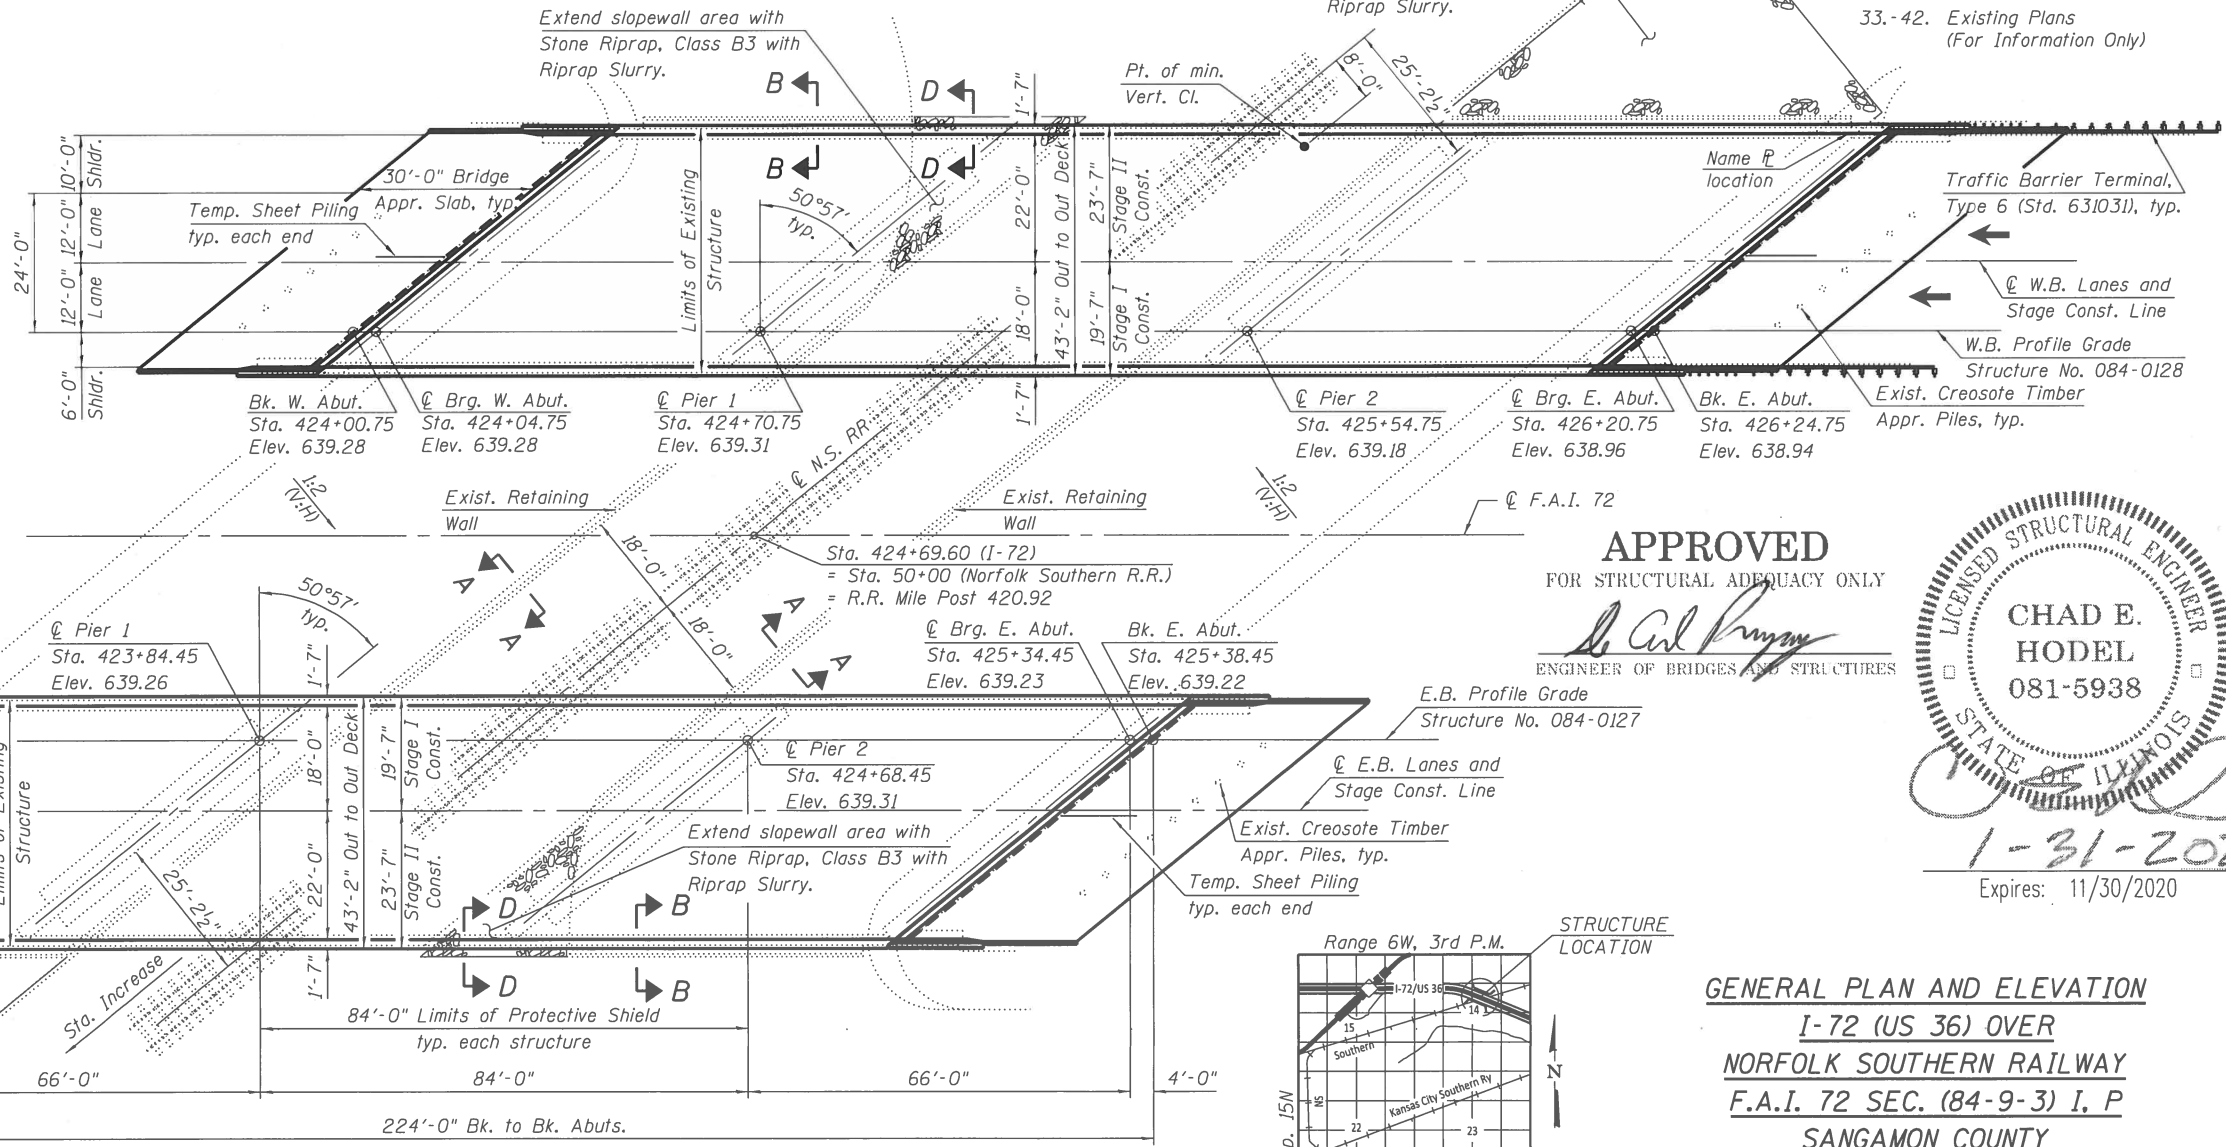 Extend slopewall area with
Stone Riprap, Class B3 with
Riprap Slurry.
Riprap Slurry.
33.-42. Existing Plans
(For Information Only)
B
D
1'-7"
Pt. of min.
Vert. Cl.
8'-0"
25'-2½"
10'-0"
Shldr.
12'-0"
Lane
12'-0"
Lane
24'-0"
6'-0"
Shldr.
30'-0" Bridge
Appr. Slab, typ.
Temp. Sheet Piling
typ. each end
B
D
50°57'
typ.
Limits of Existing
Structure
22'-0"
18'-0"
43'-2" Out to Out Deck
23'-7"
Stage II
Const.
19'-7"
Stage I
Const.
1'-7"
Name PL
location
Traffic Barrier Terminal,
Type 6 (Std. 631031), typ.
℄ W.B. Lanes and
Stage Const. Line
W.B. Profile Grade
Structure No. 084-0128
Exist. Creosote Timber
Appr. Piles, typ.
Bk. W. Abut.
Sta. 424+00.75
Elev. 639.28
℄ Brg. W. Abut.
Sta. 424+04.75
Elev. 639.28
℄ Pier 1
Sta. 424+70.75
Elev. 639.31
℄ Pier 2
Sta. 425+54.75
Elev. 639.18
℄ Brg. E. Abut.
Sta. 426+20.75
Elev. 638.96
Bk. E. Abut.
Sta. 426+24.75
Elev. 638.94
℄ N.S. RR
1:2
(V:H)
Exist. Retaining
Wall
Exist. Retaining
Wall
1:2
(V:H)
℄ F.A.I. 72
18'-0"
18'-0"
Sta. 424+69.60 (I-72)
= Sta. 50+00 (Norfolk Southern R.R.)
= R.R. Mile Post 420.92
A
A
A
A
50°57'
typ.
APPROVED
FOR STRUCTURAL ADEQUACY ONLY
ENGINEER OF BRIDGES AND STRUCTURES
LICENSED STRUCTURAL ENGINEER
CHAD E.
HODEL
081-5938
STATE OF ILLINOIS
Expires: 11/30/2020
℄ Pier 1
Sta. 423+84.45
Elev. 639.26
1'-7"
℄ Brg. E. Abut.
Sta. 425+34.45
Elev. 639.23
Bk. E. Abut.
Sta. 425+38.45
Elev. 639.22
E.B. Profile Grade
Structure No. 084-0127
℄ E.B. Lanes and
Stage Const. Line
℄ Pier 2
Sta. 424+68.45
Elev. 639.31
Limits of Existing
Structure
18'-0"
22'-0"
43'-2" Out to Out Deck
19'-7"
Stage I
Const.
23'-7"
Stage II
Const.
1'-7"
25'-2½"
Extend slopewall area with
Stone Riprap, Class B3 with
Riprap Slurry.
Exist. Creosote Timber
Appr. Piles, typ.
Temp. Sheet Piling
typ. each end
D
B
D
B
Sta. Increase
84'-0" Limits of Protective Shield
typ. each structure
66'-0"
84'-0"
66'-0"
4'-0"
224'-0" Bk. to Bk. Abuts.
STRUCTURE
LOCATION
Range 6W, 3rd P.M.
I-72/US 36
15
14
Southern
NS
Kansas City Southern Ry
22
23
15N
N
GENERAL PLAN AND ELEVATION
I-72 (US 36) OVER
NORFOLK SOUTHERN RAILWAY
F.A.I. 72 SEC. (84-9-3) I, P
SANGAMON COUNTY